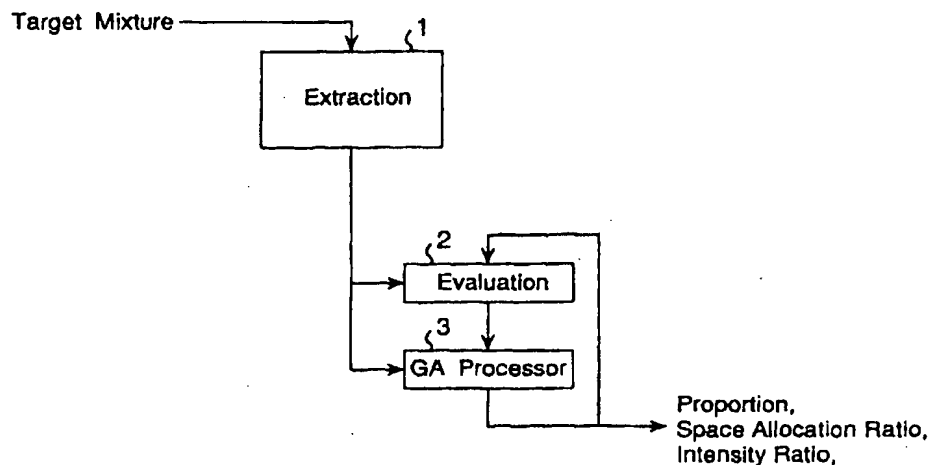 Target Mixture
1
Extraction
2
Evaluation
3
GA Processor
Proportion,
Space Allocation Ratio,
Intensity Ratio,